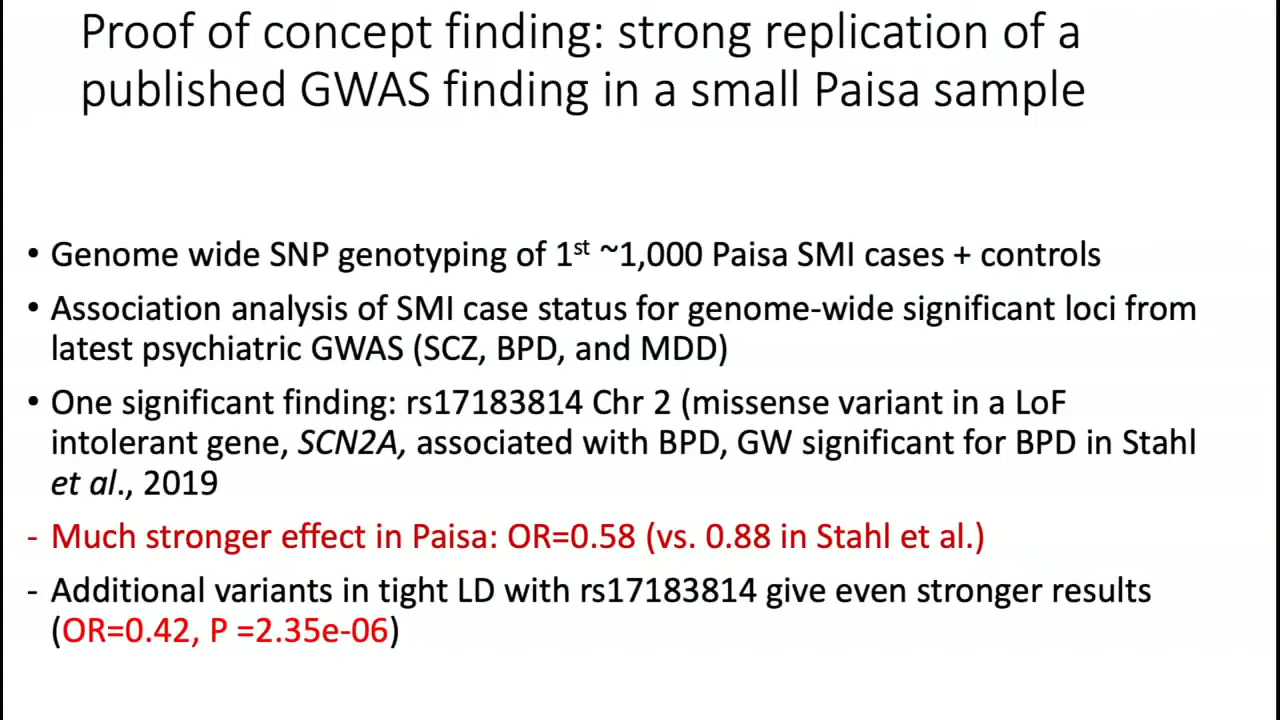 Proof of concept finding: strong replication of a
published GWAS finding in a small Paisa sample
• Genome wide SNP genotyping of 1st ~1,000 Paisa SMI cases + controls
• Association analysis of SMI case status for genome-wide significant loci from
latest psychiatric GWAS (SCZ, BPD, and MDD)
• One significant finding: rs17183814 Chr 2 (missense variant in a LoF
intolerant gene, SCN2A, associated with BPD, GW significant for BPD in Stahl
et al., 2019
- Much stronger effect in Paisa: OR=0.58 (vs. 0.88 in Stahl et al.)
- Additional variants in tight LD with rs17183814 give even stronger results
(OR=0.42, P =2.35e-06)